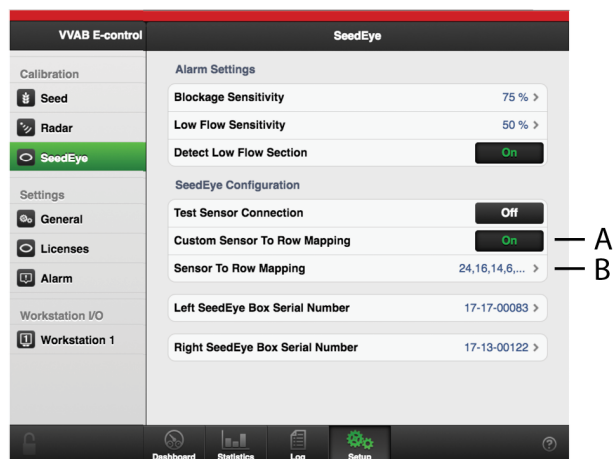 VVAB E-control
SeedEye
Calibration
Seed
Radar
SeedEye
Settings
General
Licenses
Alarm
Workstation I/O
Workstation 1
Alarm Settings
Blockage Sensitivity 75 % >
Low Flow Sensitivity 50 % >
Detect Low Flow Section On
SeedEye Configuration
Test Sensor Connection Off
Custom Sensor To Row Mapping On
A
Sensor To Row Mapping 24,16,14,6,... >
B
Left SeedEye Box Serial Number 17-17-00083 >
Right SeedEye Box Serial Number 17-13-00122 >
Dashboard
Statistics
Log
Setup
?